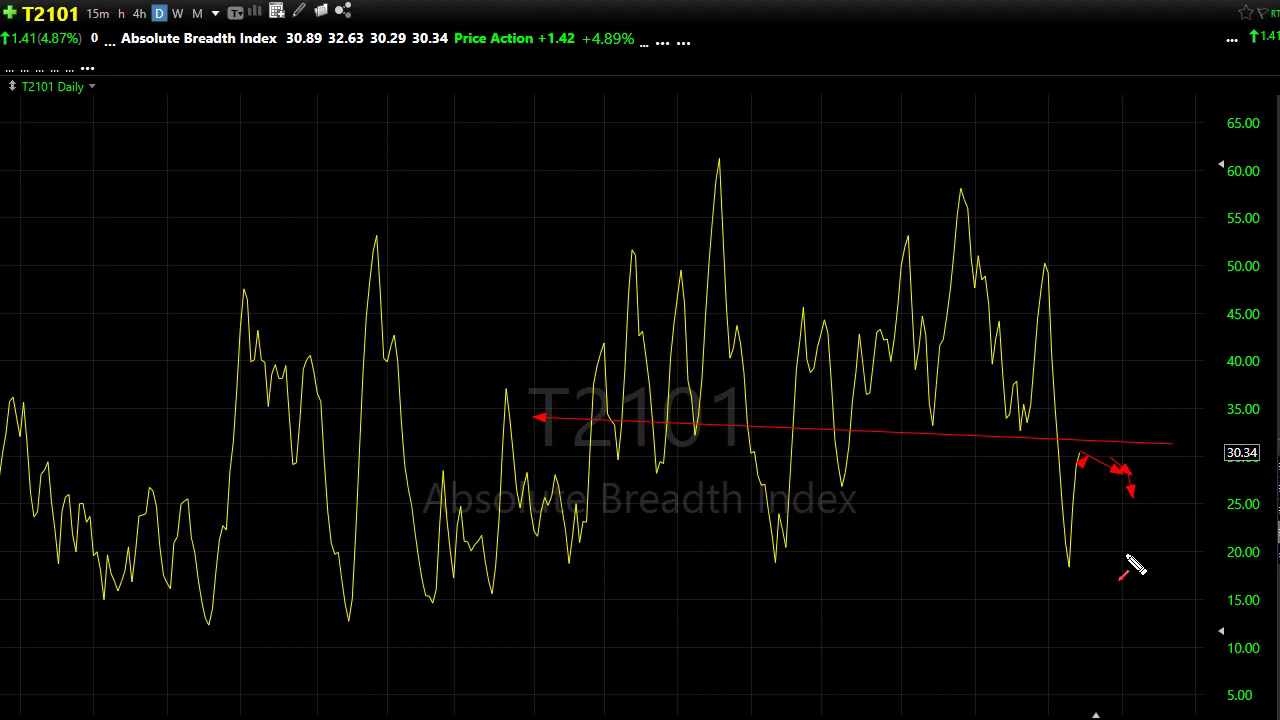 T2101 15m h 4h D W M T
1.41(4.87%) 0 ... Absolute Breadth Index 30.89 32.63 30.29 30.34 Price Action +1.42 +4.89% ... ... ... ... 1.41
... ... ... ... ... ...
T2101 Daily
65.00
60.00
55.00
50.00
45.00
40.00
35.00
30.34
25.00
20.00
15.00
10.00
5.00
T2101
Absolute Breadth Index